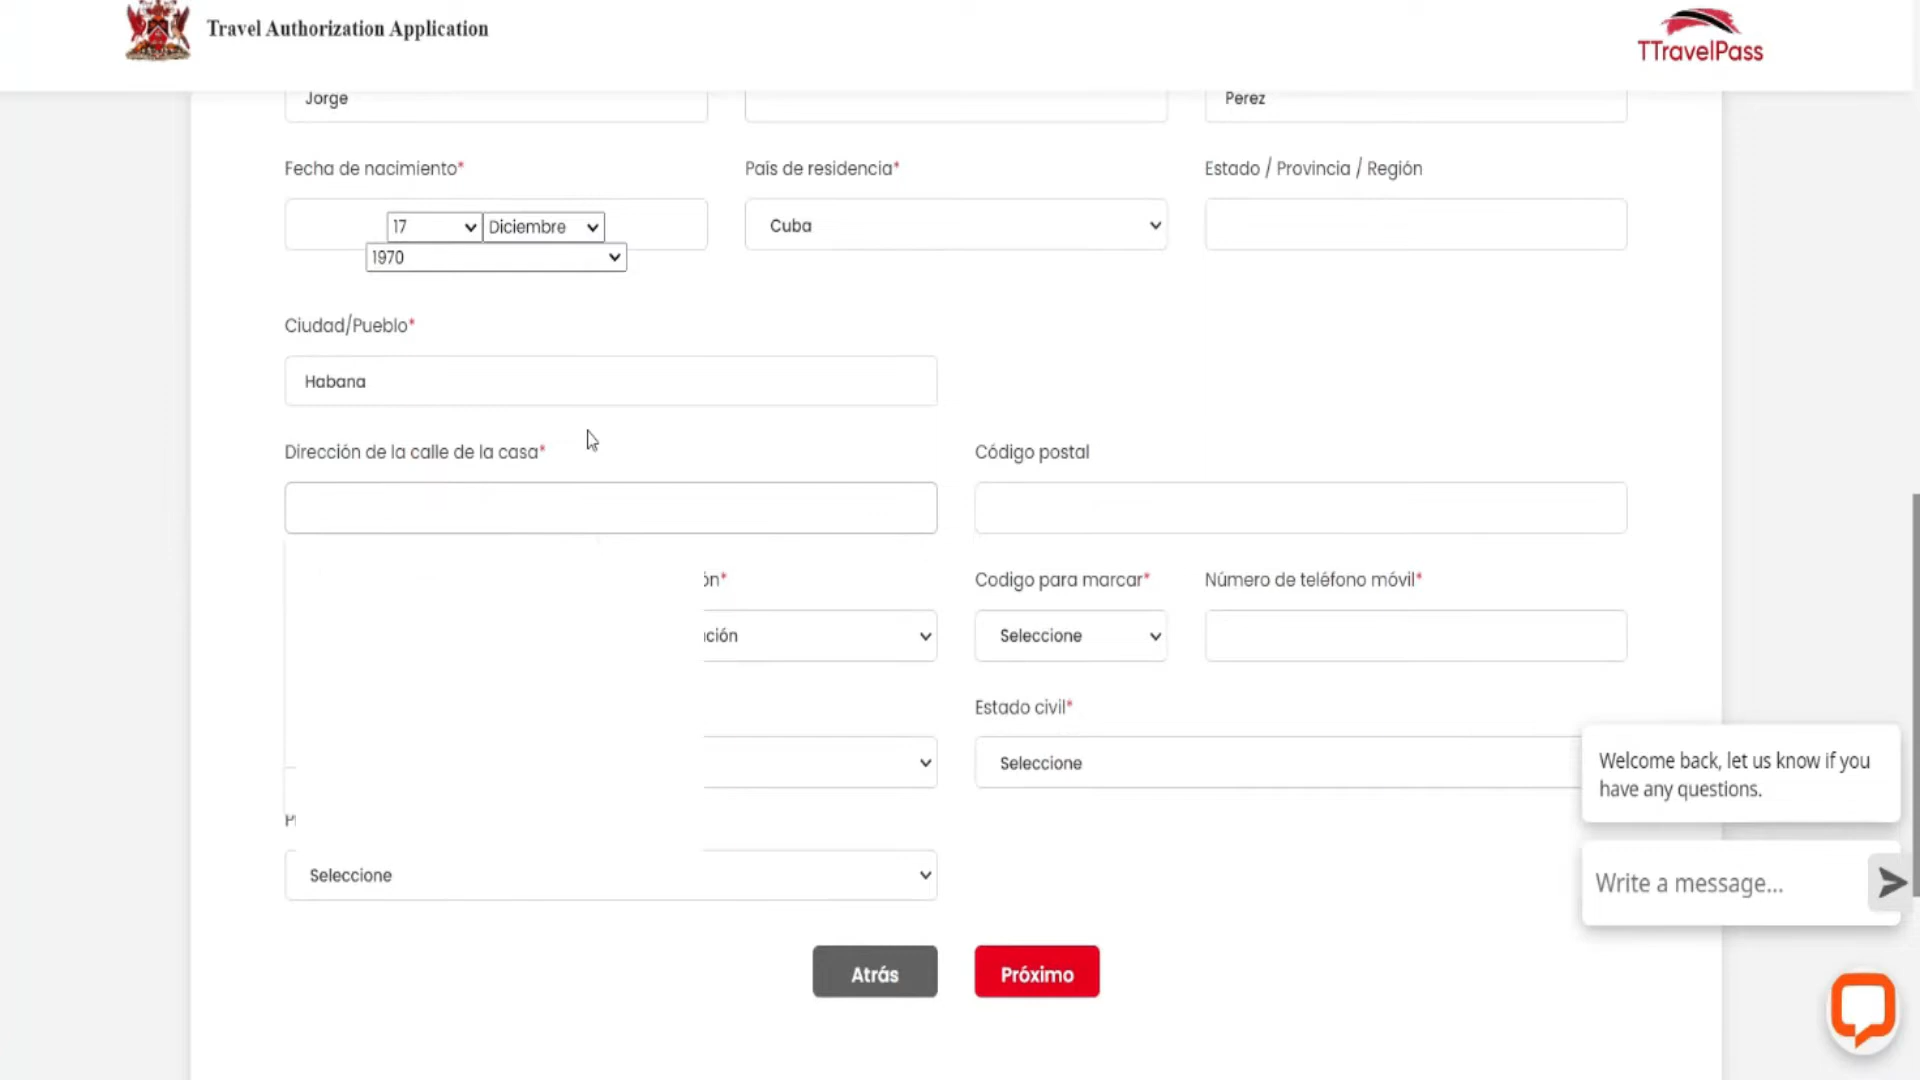 Travel Authorization Application
TTravelPass
Jorge
Perez
Fecha de nacimiento*
Pais de residencia*
Estado / Provincia / Región
17
Diciembre
1970
Cuba
Ciudad/Pueblo*
Habana
Dirección de la calle de la casa*
Código postal
ón*
Codigo para marcar*
Número de teléfono móvil*
ción
Seleccione
Estado civil*
Seleccione
Welcome back, let us know if you
have any questions.
Seleccione
Write a message...
Atrás
Próximo